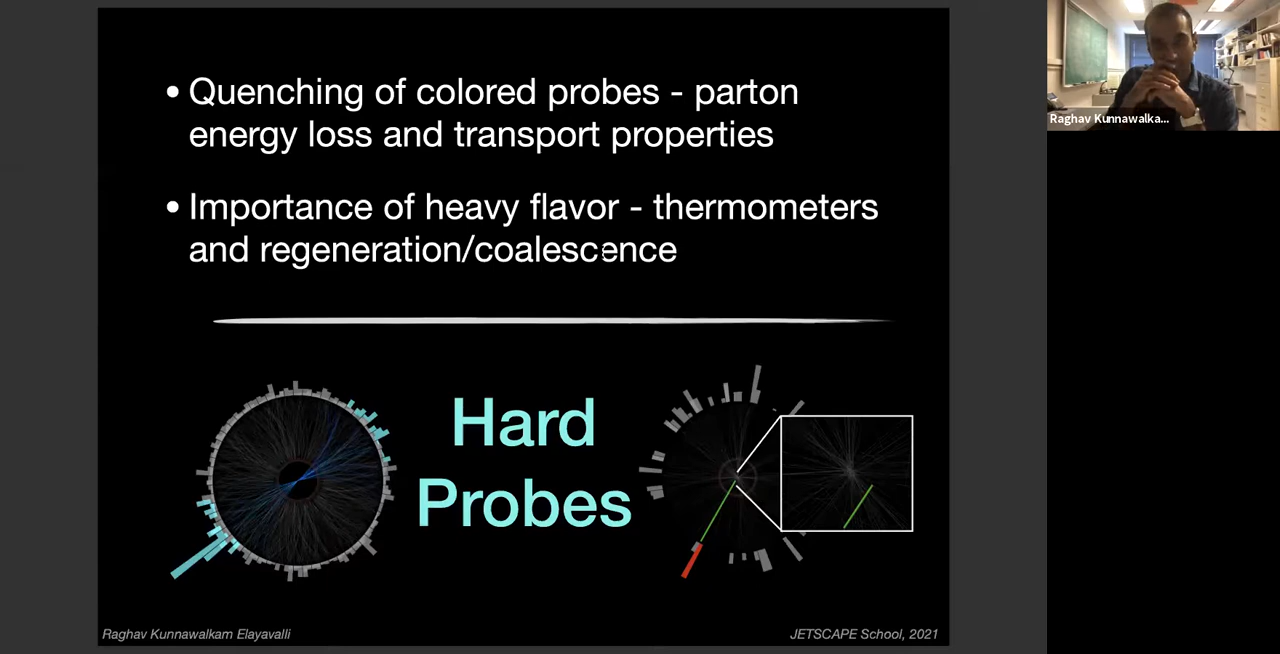 • Quenching of colored probes - parton
energy loss and transport properties
• Importance of heavy flavor - thermometers
and regeneration/coalescence
Hard
Probes
Raghav Kunnawalkam Elayavalli
JETSCAPE School, 2021
Raghav Kunnawalka...